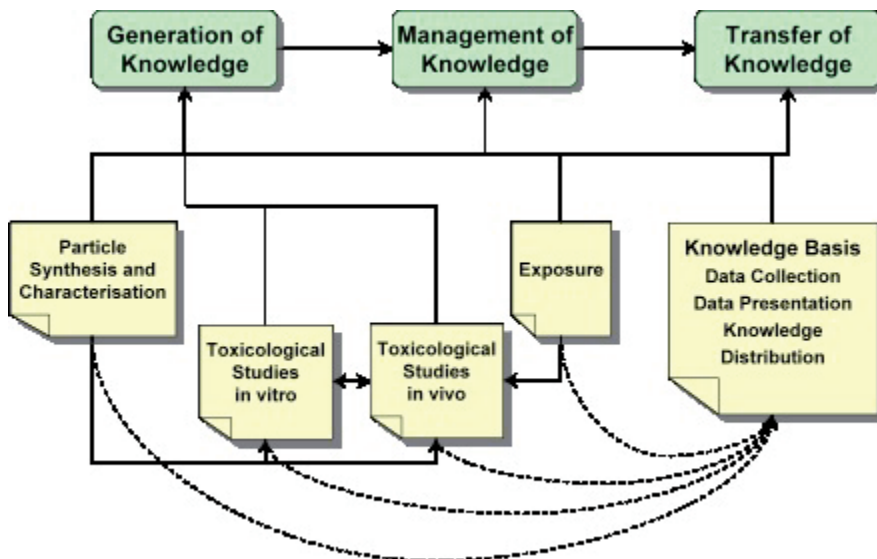 Generation of
Knowledge
Management of
Knowledge
Transfer of
Knowledge
Particle
Synthesis and
Characterisation
Toxicological
Studies
in vitro
Toxicological
Studies
in vivo
Exposure
Knowledge Basis
Data Collection
Data Presentation
Knowledge
Distribution